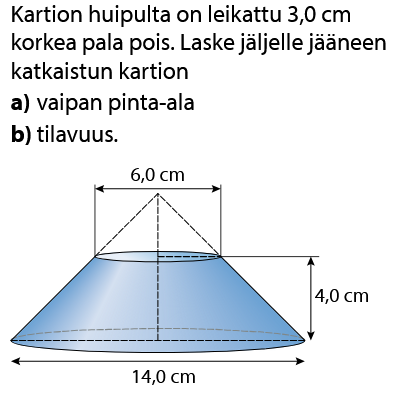 Kartion huipulta on leikattu 3,0 cm
korkea pala pois. Laske jäljelle jääneen
katkaistun kartion
a) vaipan pinta-ala
b) tilavuus.
6,0 cm
4,0 cm
14,0 cm